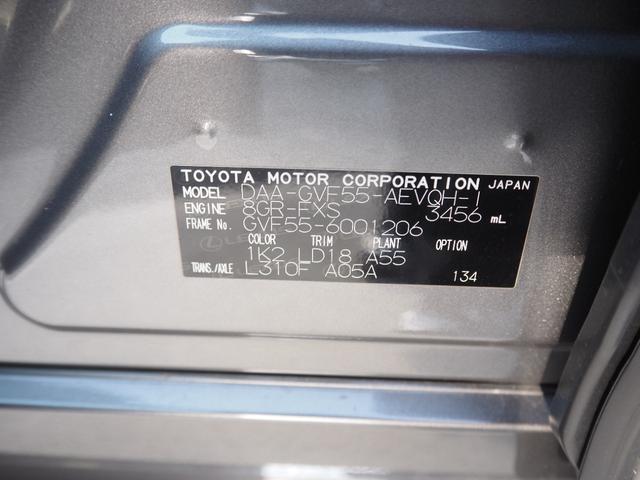 TOYOTA MOTOR CORPORATION JAPAN
MODEL DAA-GVF55-AEVQH-I
ENGINE 8GR-FXS 3456 mL
FRAME No. GVF55-6001206
COLOR TRIM PLANT OPTION
1K2 LD18 A55
TRANS./AXLE L310F A05A 134